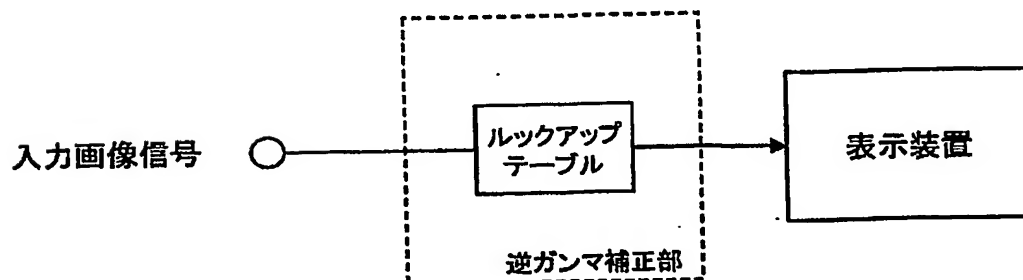 入力画像信号
ルックアップ
テーブル
表示装置
逆ガンマ補正部